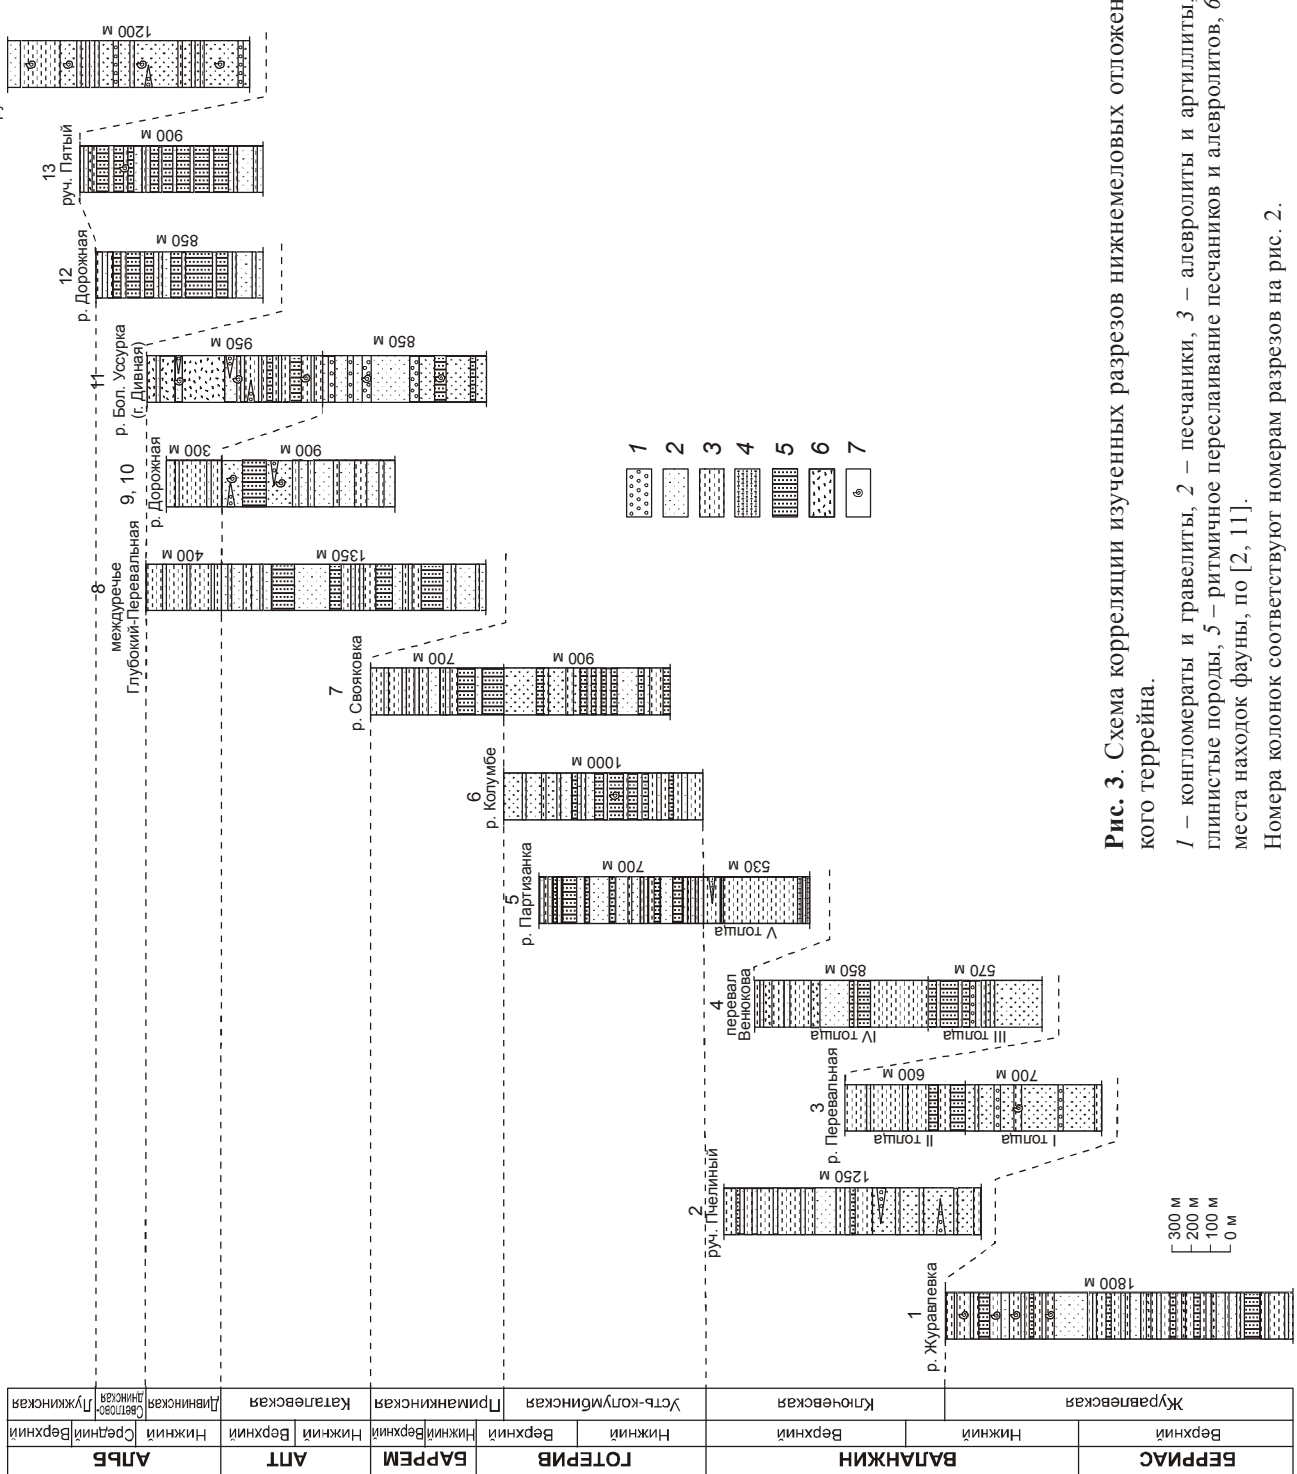 АЛЬБ
АПТ
БАРРЕМ
ГОТЕРИВ
ВАЛАНЖИН
БЕРРИАС
Верхний
Средний
Нижний
Верхний
Нижний
Верхний
Нижний
Верхний
Нижний
Верхний
Нижний
Верхний
Лужкинская
Светлово-
днинская
Дивнинская
Каталевская
Приманкинская
Усть-колумбинская
Ключевская
Журавлевская
1
р. Журавлевка
1800 м
2
руч. Пчелиный
1250 м
3
р. Перевальная
II толща
I толща
600 м
700 м
4
перевал
Венюкова
IV толща
III толща
850 м
570 м
5
р. Партизанка
V толща
700 м
530 м
6
р. Колумбе
1000 м
7
р. Свояковка
700 м
900 м
8
междуречье
Глубокий-Перевальная
400 м
1350 м
9, 10
р. Дорожная
300 м
900 м
11
р. Бол. Уссурка
(г. Дивная)
950 м
850 м
12
р. Дорожная
850 м
13
руч. Пятый
900 м
1200 м
300 м
200 м
100 м
0 м
1
2
3
4
5
6
7
Рис. 3. Схема корреляции изученных разрезов нижнемеловых отложен
кого террейна.
1 – конгломераты и гравелиты, 2 – песчаники, 3 – алевролиты и аргиллиты,
глинистые породы, 5 – ритмичное переслаивание песчаников и алевролитов, 6
места находок фауны, по [2, 11].
Номера колонок соответствуют номерам разрезов на рис. 2.